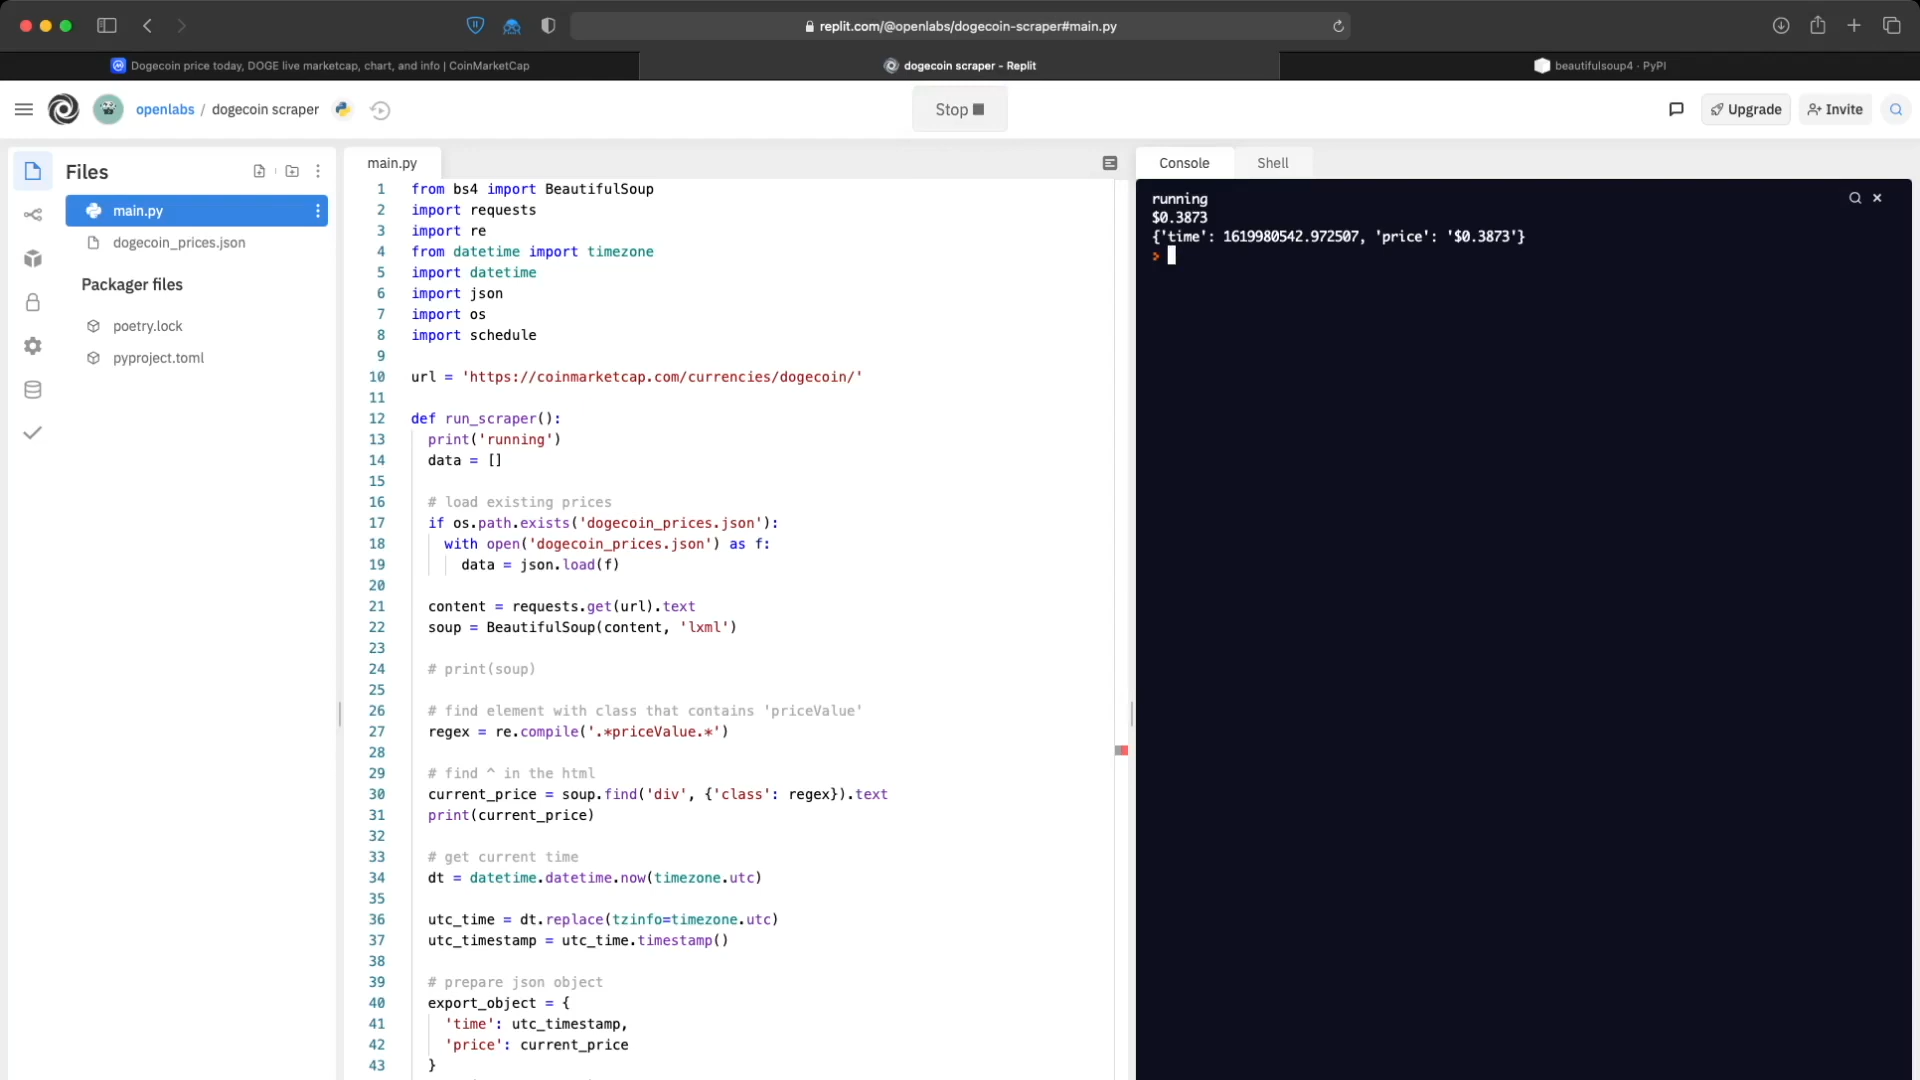 replit.com/@openlabs/dogecoin-scraper#main.py
Dogecoin price today, DOGE live marketcap, chart, and info | CoinMarketCap
dogecoin scraper - Replit
beautifulsoup4 · PyPI
openlabs / dogecoin scraper
Stop
Upgrade
Invite
Files
main.py
dogecoin_prices.json
Packager files
poetry.lock
pyproject.toml
main.py
1 from bs4 import BeautifulSoup
2 import requests
3 import re
4 from datetime import timezone
5 import datetime
6 import json
7 import os
8 import schedule
9
10 url = 'https://coinmarketcap.com/currencies/dogecoin/'
11
12 def run_scraper():
13 print('running')
14 data = []
15
16 # load existing prices
17 if os.path.exists('dogecoin_prices.json'):
18 with open('dogecoin_prices.json') as f:
19 data = json.load(f)
20
21 content = requests.get(url).text
22 soup = BeautifulSoup(content, 'lxml')
23
24 # print(soup)
25
26 # find element with class that contains 'priceValue'
27 regex = re.compile('.*priceValue.*')
28
29 # find ^ in the html
30 current_price = soup.find('div', {'class': regex}).text
31 print(current_price)
32
33 # get current time
34 dt = datetime.datetime.now(timezone.utc)
35
36 utc_time = dt.replace(tzinfo=timezone.utc)
37 utc_timestamp = utc_time.timestamp()
38
39 # prepare json object
40 export_object = {
41 'time': utc_timestamp,
42 'price': current_price
43 }
Console
Shell
running
$0.3873
{'time': 1619980542.972507, 'price': '$0.3873'}
>